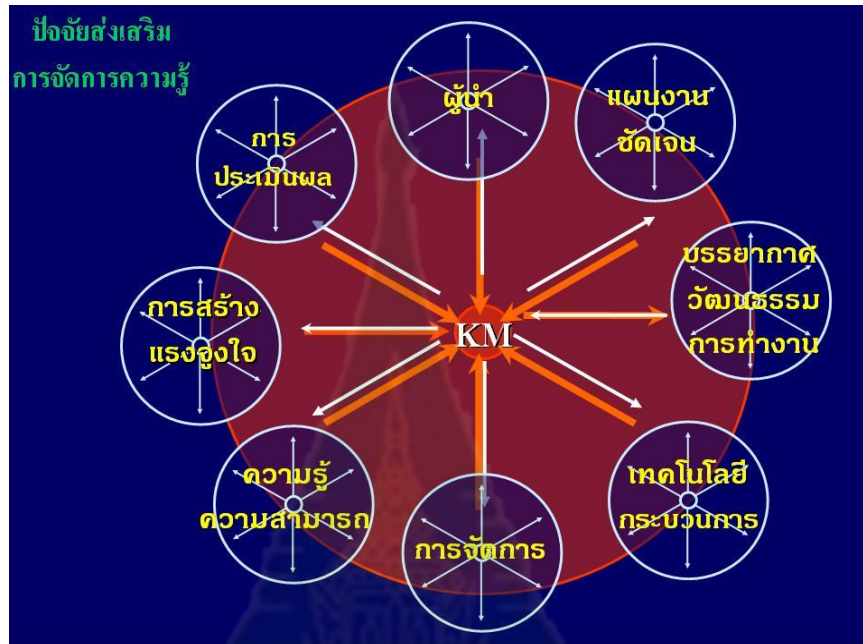 ปัจจัยส่งเสริม
การจัดการความรู้
ผู้นำ
แผนงาน
ชัดเจน
บรรยากาศ
วัฒนธรรม
การทำงาน
เทคโนโลยี
กระบวนการ
การจัดการ
ความรู้
ความสามารถ
การสร้าง
แรงจูงใจ
การ
ประเมินผล
KM